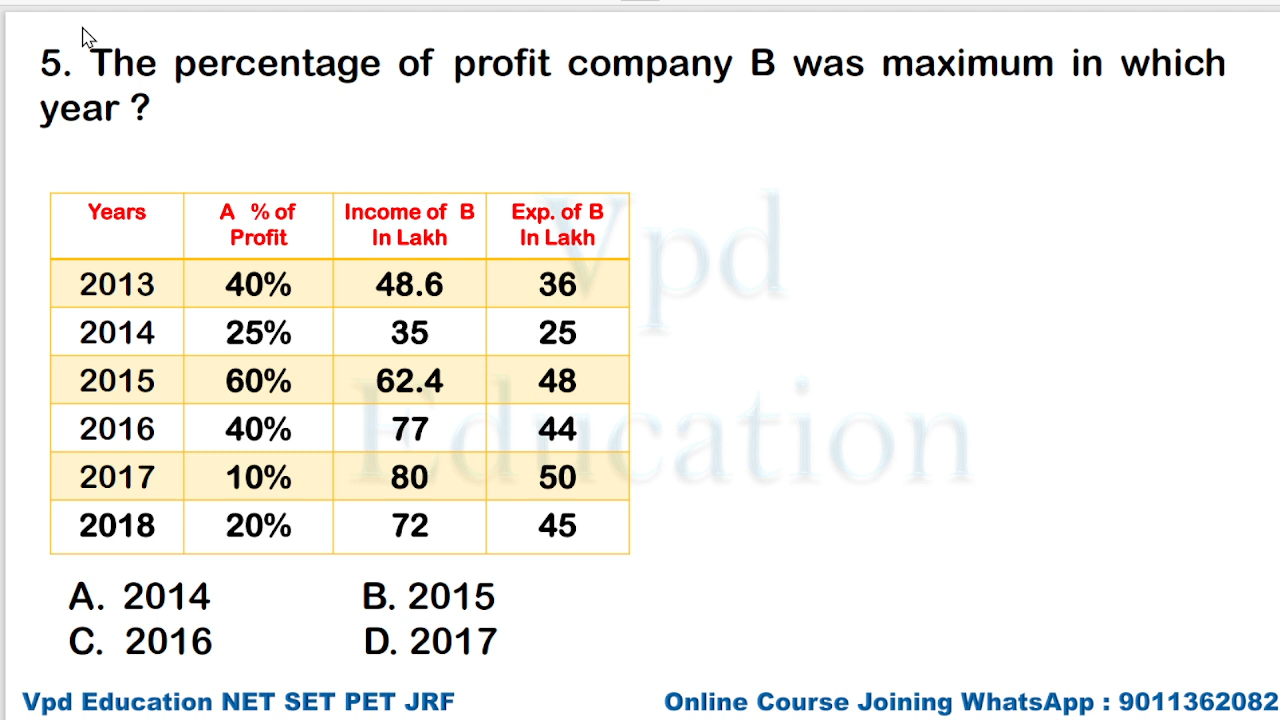 5. The percentage of profit company B was maximum in which
year ?
Years A % of Profit Income of B In Lakh Exp. of B In Lakh
2013 40% 48.6 36
2014 25% 35 25
2015 60% 62.4 48
2016 40% 77 44
2017 10% 80 50
2018 20% 72 45
Vpd
Education
A. 2014 B. 2015
C. 2016 D. 2017
Vpd Education NET SET PET JRF Online Course Joining WhatsApp : 9011362082